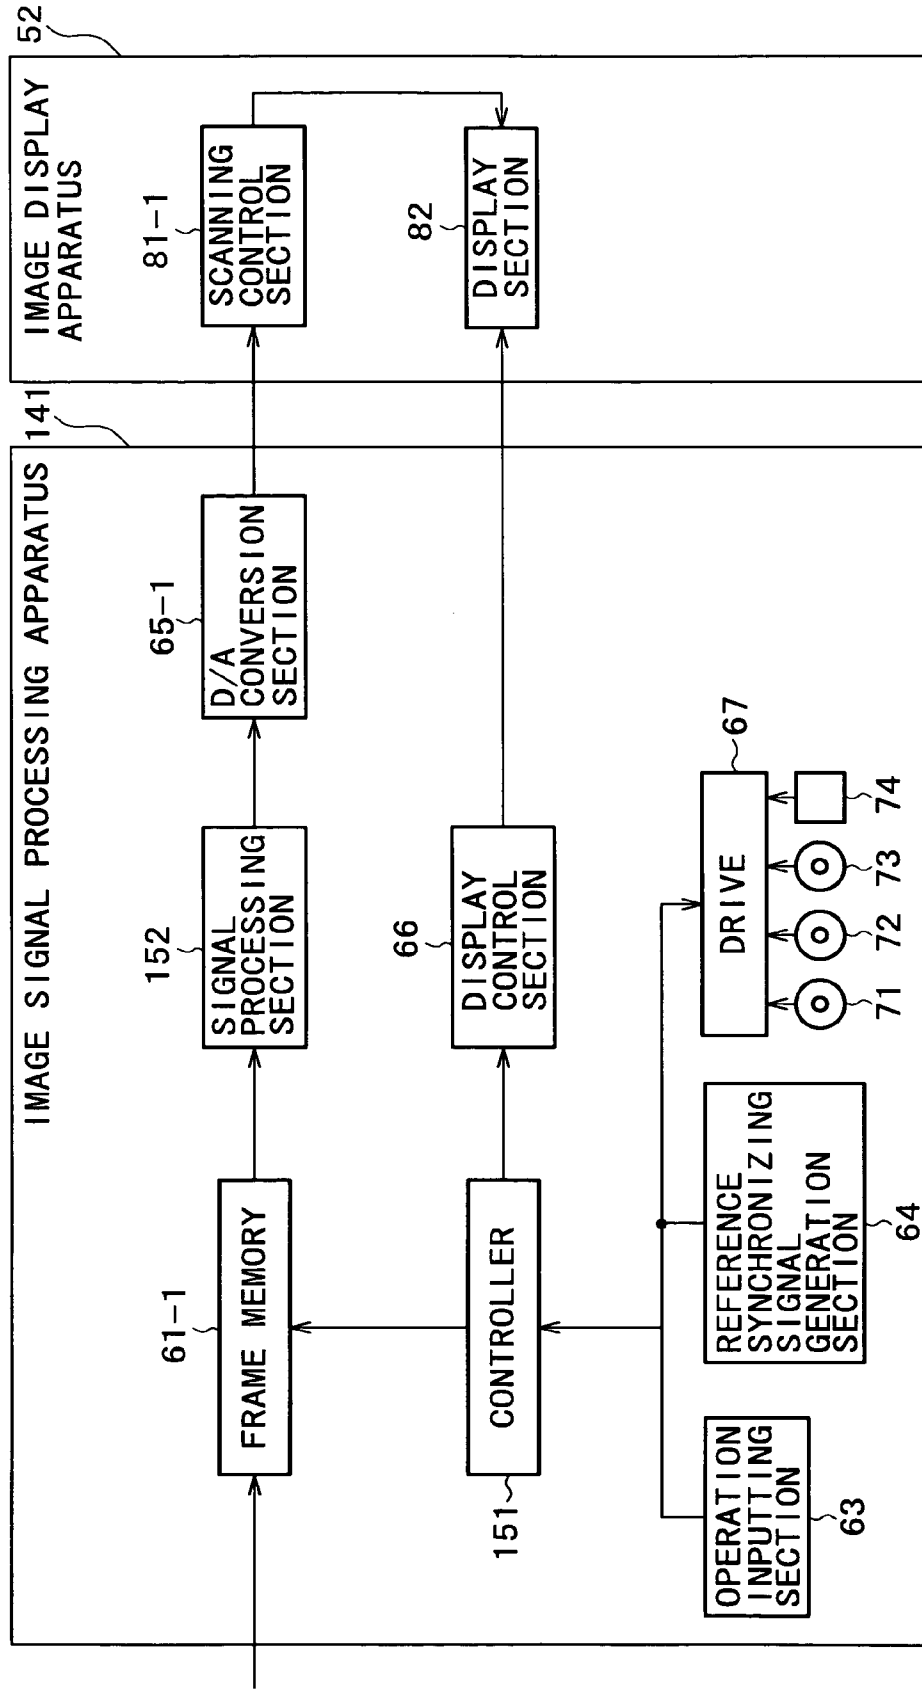 IMAGE SIGNAL PROCESSING APPARATUS 141
61-1
FRAME MEMORY
152
SIGNAL
PROCESSING
SECTION
65-1
D/A
CONVERSION
SECTION
151
CONTROLLER
66
DISPLAY
CONTROL
SECTION
OPERATION
INPUTTING
SECTION
63
REFERENCE
SYNCHRONIZING
SIGNAL
GENERATION
SECTION
64
67
DRIVE
71
72
73
74
52
IMAGE DISPLAY
APPARATUS
81-1
SCANNING
CONTROL
SECTION
82
DISPLAY
SECTION